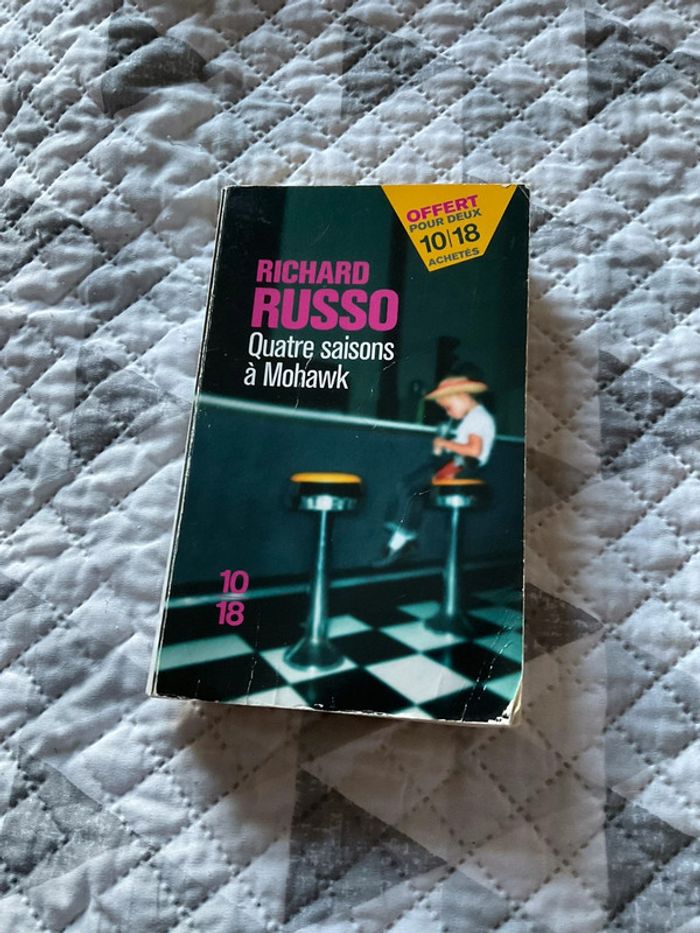 OFFERT
POUR DEUX
10|18
ACHETÉS
RICHARD
RUSSO
Quatre saisons
à Mohawk
10
18